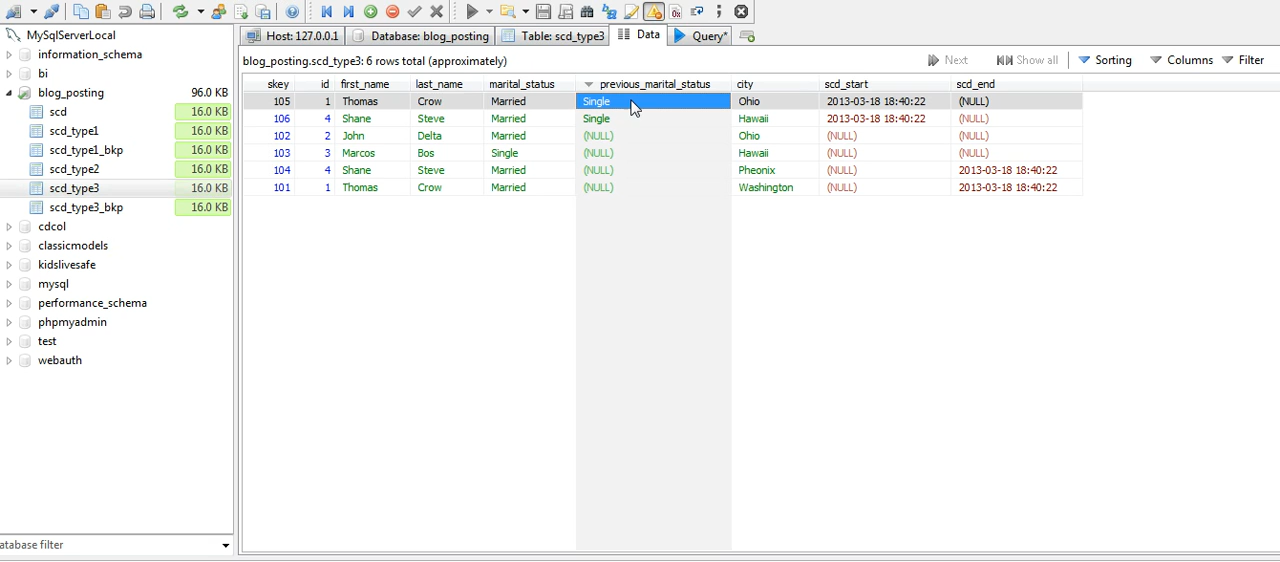 MySqlServerLocal
information_schema
bi
blog_posting 96.0 KB
scd 16.0 KB
scd_type1 16.0 KB
scd_type1_bkp 16.0 KB
scd_type2 16.0 KB
scd_type3 16.0 KB
scd_type3_bkp 16.0 KB
cdcol
classicmodels
kidslivesafe
mysql
performance_schema
phpmyadmin
test
webauth
atabase filter
Host: 127.0.0.1 Database: blog_posting Table: scd_type3 Data Query*
blog_posting.scd_type3: 6 rows total (approximately) Next Show all Sorting Columns Filter
skey id first_name last_name marital_status previous_marital_status city scd_start scd_end
105 1 Thomas Crow Married Single Ohio 2013-03-18 18:40:22 (NULL)
106 4 Shane Steve Married Single Hawaii 2013-03-18 18:40:22 (NULL)
102 2 John Delta Married (NULL) Ohio (NULL) (NULL)
103 3 Marcos Bos Single (NULL) Hawaii (NULL) (NULL)
104 4 Shane Steve Married (NULL) Pheonix (NULL) 2013-03-18 18:40:22
101 1 Thomas Crow Married (NULL) Washington (NULL) 2013-03-18 18:40:22